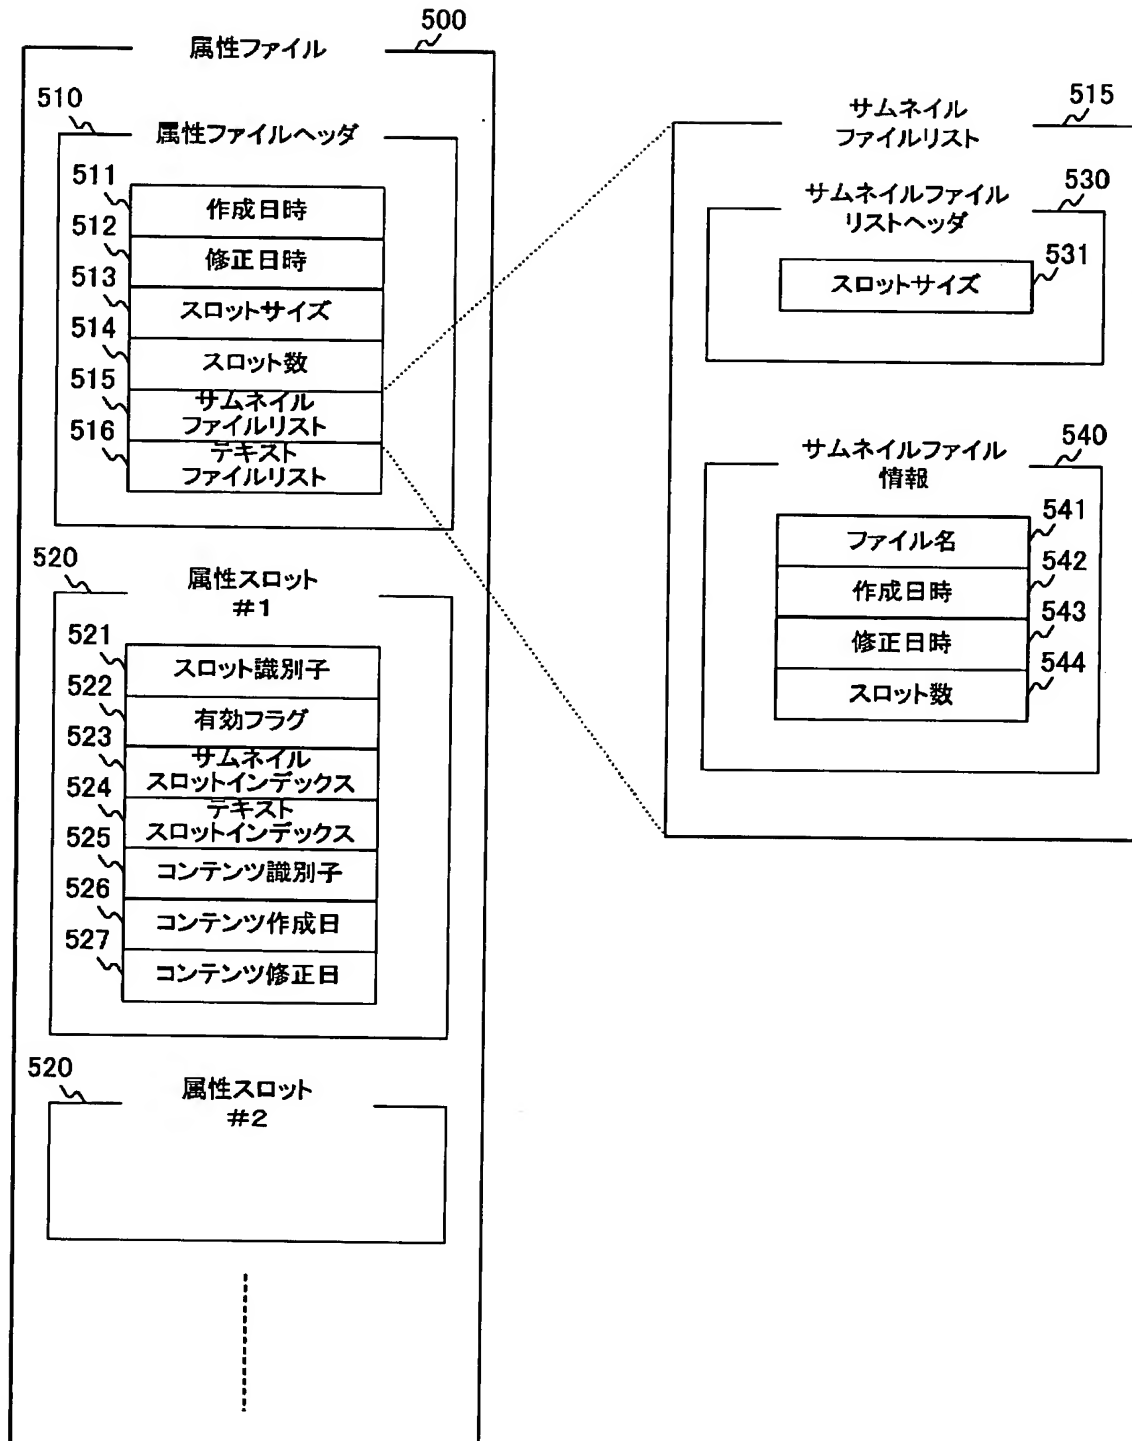 500
属性ファイル
510
属性ファイルヘッダ
511
作成日時
512
修正日時
513
スロットサイズ
514
スロット数
515
サムネイル
ファイルリスト
516
テキスト
ファイルリスト
520
属性スロット
#1
521
スロット識別子
522
有効フラグ
523
サムネイル
スロットインデックス
524
テキスト
スロットインデックス
525
コンテンツ識別子
526
コンテンツ作成日
527
コンテンツ修正日
520
属性スロット
#2
515
サムネイル
ファイルリスト
530
サムネイルファイル
リストヘッダ
531
スロットサイズ
540
サムネイルファイル
情報
541
ファイル名
542
作成日時
543
修正日時
544
スロット数